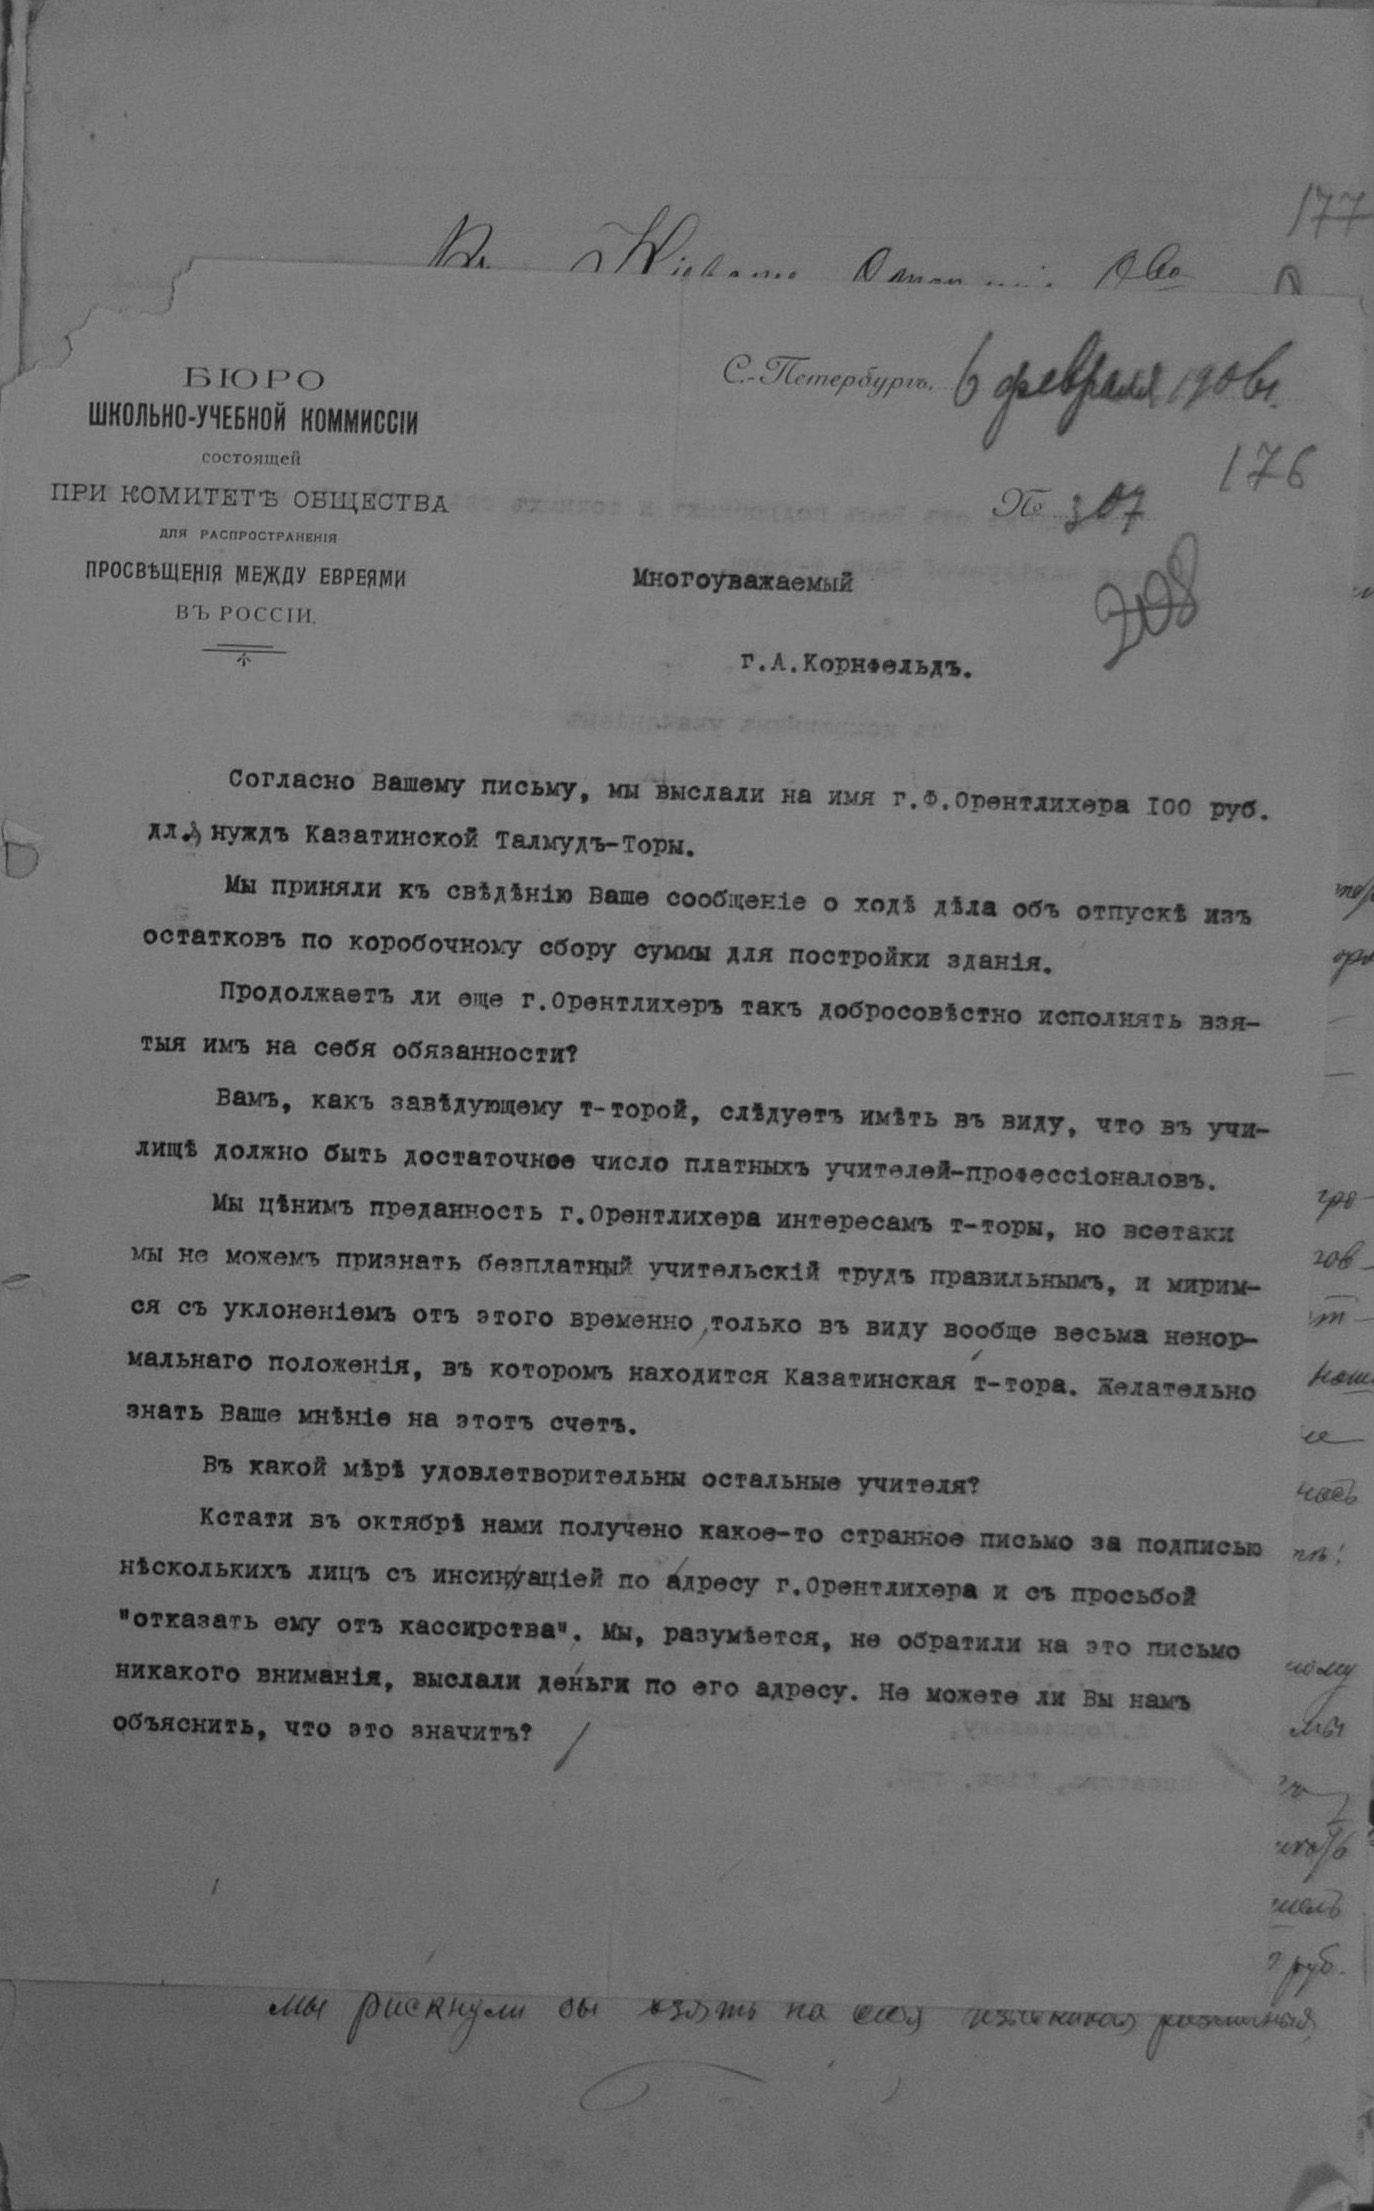 177
БЮРО
ШКОЛЬНО-УЧЕБНОЙ КОММИССІИ
состоящей
ПРИ КОМИТЕТѢ ОБЩЕСТВА
ДЛЯ РАСПРОСТРАНЕНІЯ
ПРОСВѢЩЕНІЯ МЕЖДУ ЕВРЕЯМИ
ВЪ РОССІИ.
С.-Петербургъ, 6 февраля 1906 г.
176
№ 307
208
Многоуважаемый
г.А.Корнфельдъ.
Согласно Вашему письму, мы выслали на имя г.Ф.Орентлихера 100 руб.
для нуждъ Казатинской Талмудъ-Торы.
Мы приняли къ свѣдѣнію Ваше сообщеніе о ходѣ дѣла объ отпускѣ изъ
остатковъ по коробочному сбору суммы для постройки зданія.
Продолжаетъ ли еще г.Орентлихеръ такъ добросовѣстно исполнять взя-
тыя имъ на себя обязанности?
Вамъ, какъ завѣдующему т-торой, слѣдуетъ имѣть въ виду, что въ учи-
лищѣ должно быть достаточное число платныхъ учителей-профессіоналовъ.
Мы цѣнимъ преданность г.Орентлихера интересамъ т-торы, но всетаки
мы не можемъ признать безплатный учительскій трудъ правильнымъ, и мирим-
ся съ уклоненіемъ отъ этого временно, только въ виду вообще весьма ненор-
мальнаго положенія, въ которомъ находится Казатинская т-тора. Желательно
знать Ваше мнѣніе на этотъ счетъ.
Въ какой мѣрѣ удовлетворительны остальные учителя?
Кстати въ октябрѣ нами получено какое-то странное письмо за подписью
нѣсколькихъ лицъ съ инсинуаціей по адресу г.Орентлихера и съ просьбой
"отказать ему отъ кассирства". Мы, разумѣется, не обратили на это письмо
никакого вниманія, выслали деньги по его адресу. Не можете ли Вы намъ
объяснить, что это значитъ?
руб.
мы рискнули бы взять на себя